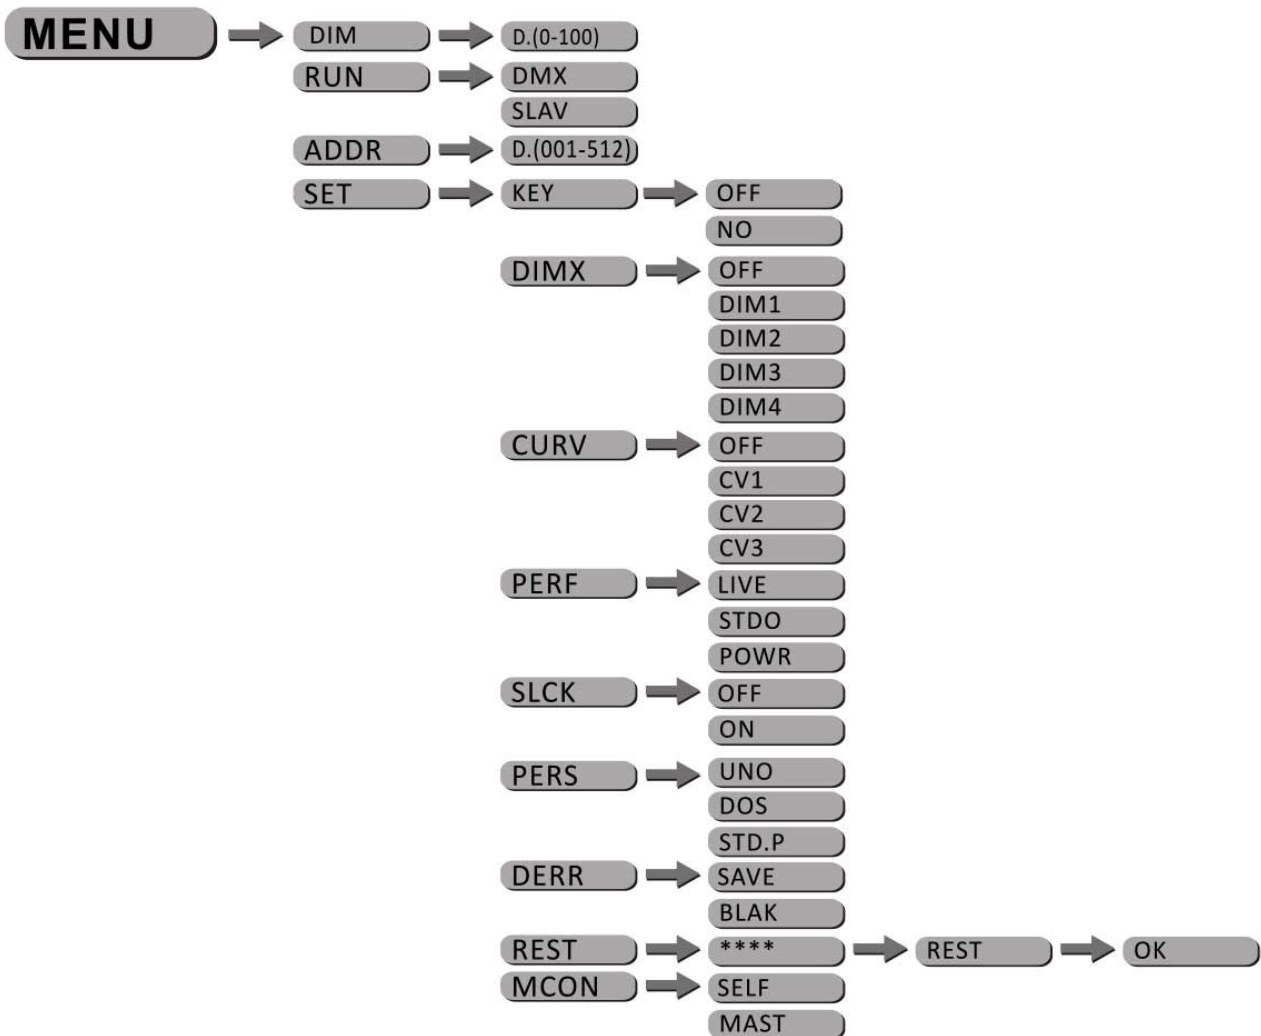 MENU DIM D.(0-100)
RUN DMX
SLAV
ADDR D.(001-512)
SET KEY OFF
NO
DIMX OFF
DIM1
DIM2
DIM3
DIM4
CURV OFF
CV1
CV2
CV3
PERF LIVE
STDO
POWR
SLCK OFF
ON
PERS UNO
DOS
STD.P
DERR SAVE
BLAK
REST **** REST OK
MCON SELF
MAST